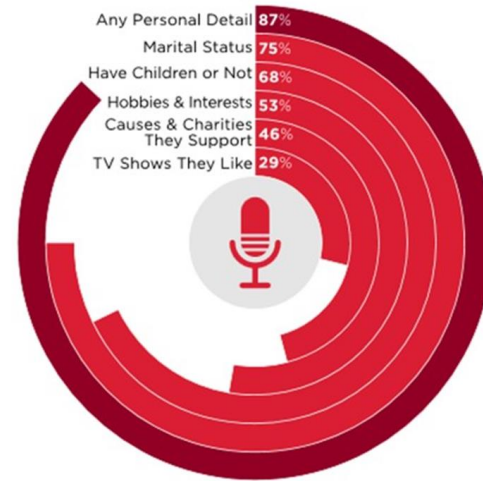 Any Personal Detail 87%
Marital Status 75%
Have Children or Not 68%
Hobbies & Interests 53%
Causes & Charities
They Support 46%
TV Shows They Like 29%